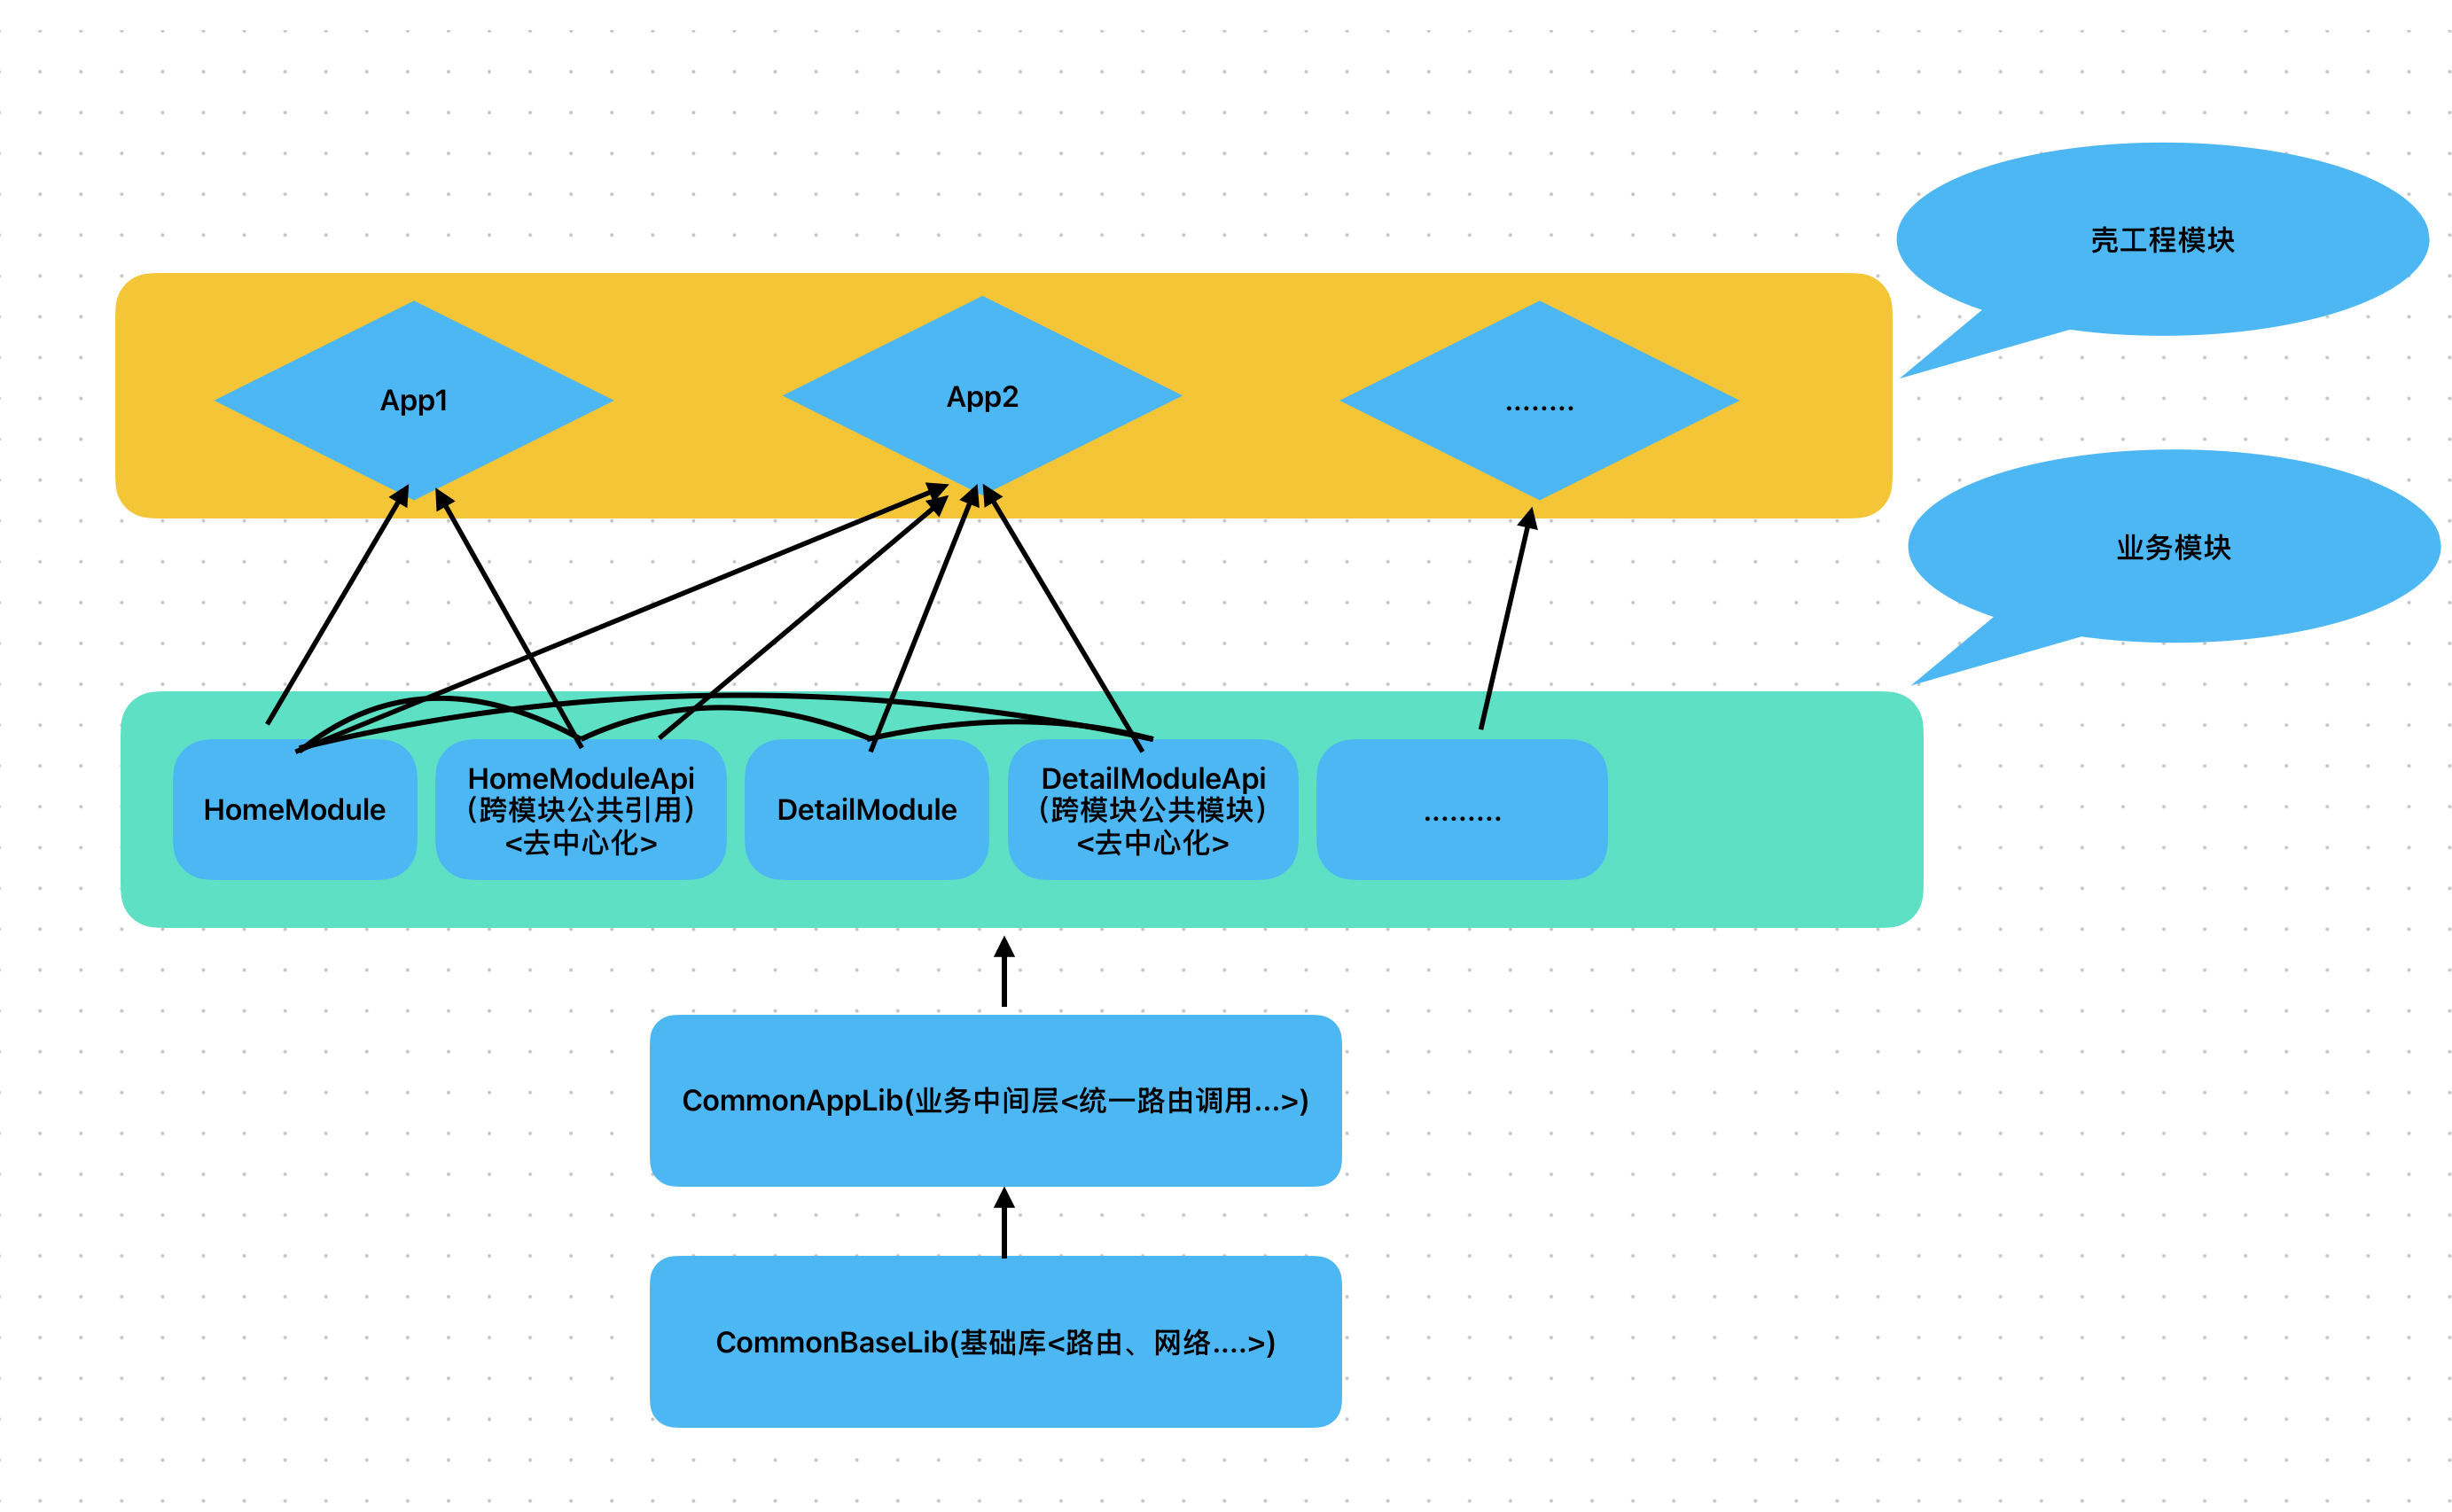 壳工程模块
App1
App2
........
业务模块
HomeModule
HomeModuleApi
(跨模块公共引用)
<去中心化>
DetailModule
DetailModuleApi
(跨模块公共模块)
<去中心化>
.........
CommonAppLib(业务中间层<统一路由调用...>)
CommonBaseLib(基础库<路由、网络....>)